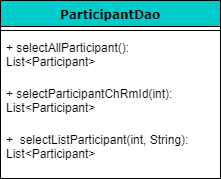 ParticipantDao
+ selectAllParticipant():
List<Participant>
+ selectParticipantChRmId(int):
List<Participant>
+  selectListParticipant(int, String):
List<Participant>